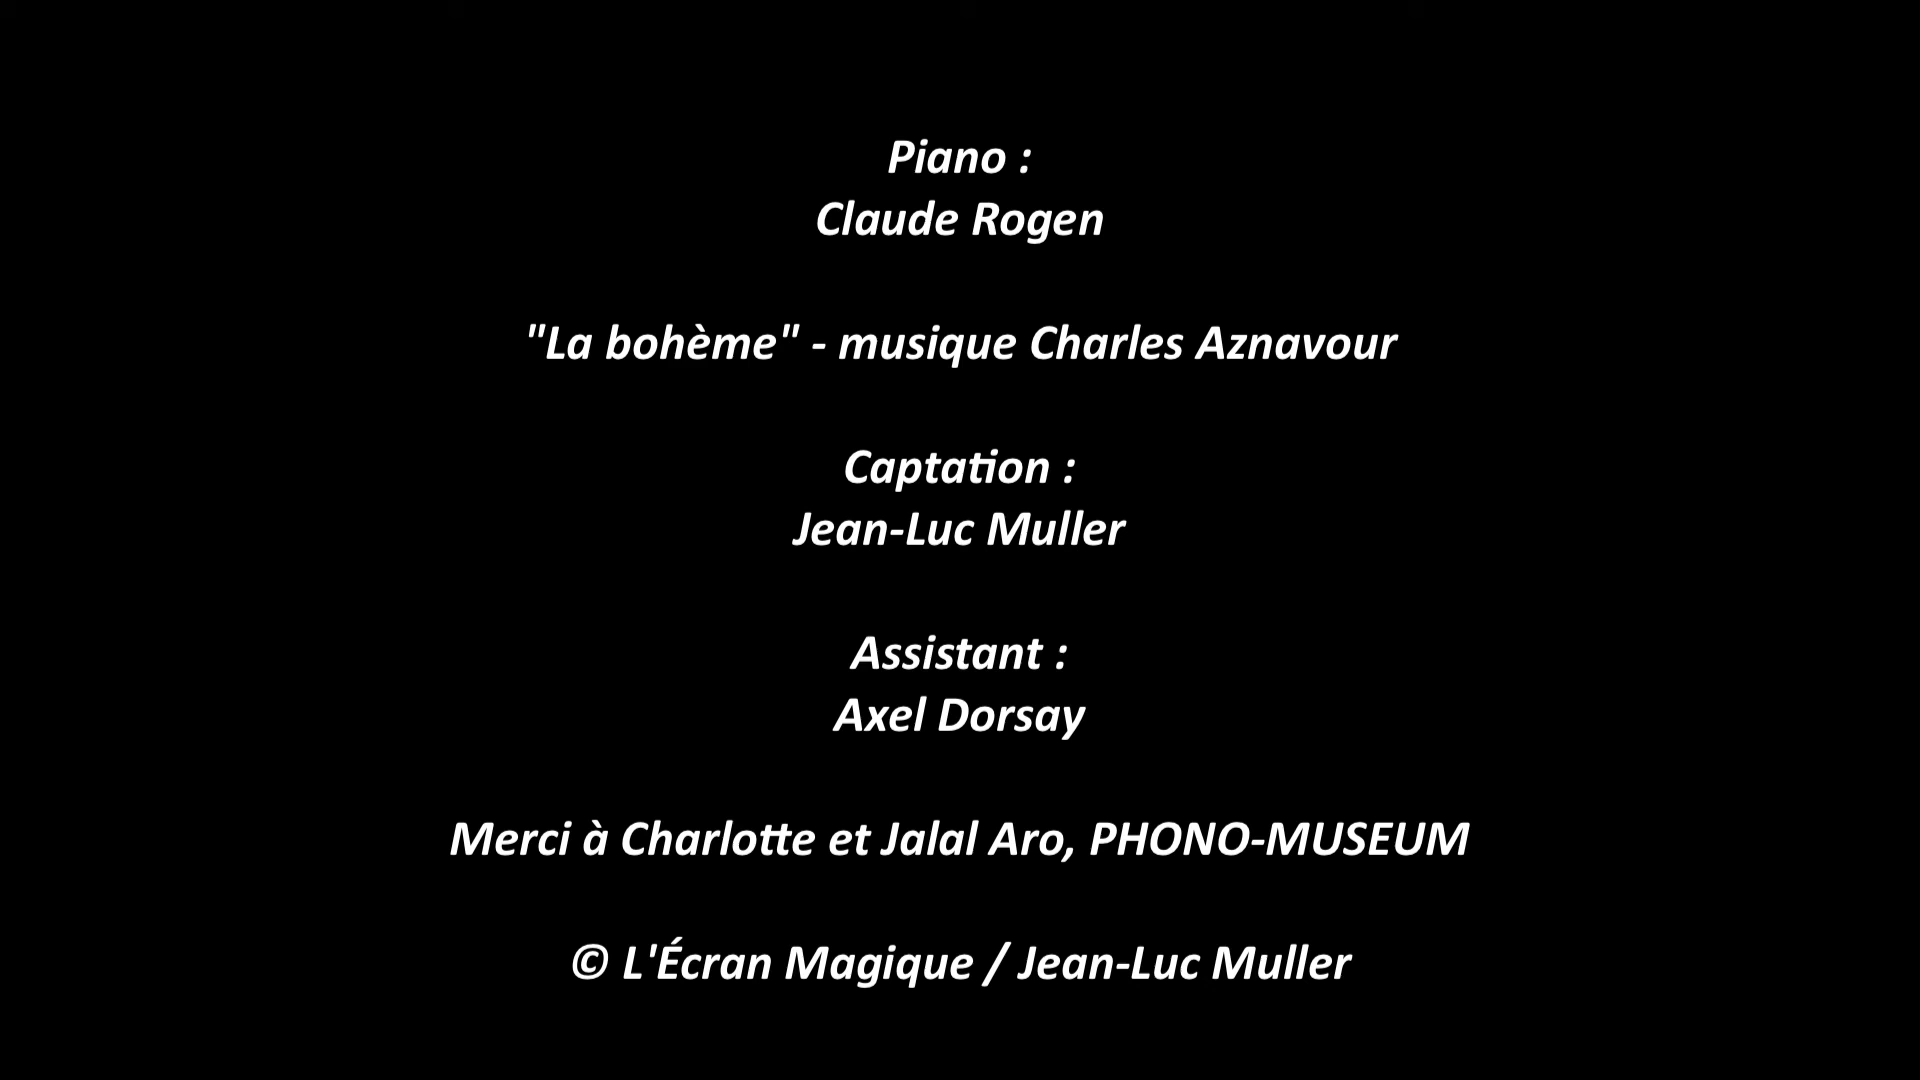 Piano :
Claude Rogen
"La bohème" - musique Charles Aznavour
Captation :
Jean-Luc Muller
Assistant :
Axel Dorsay
Merci à Charlotte et Jalal Aro, PHONO-MUSEUM
© L'Écran Magique / Jean-Luc Muller